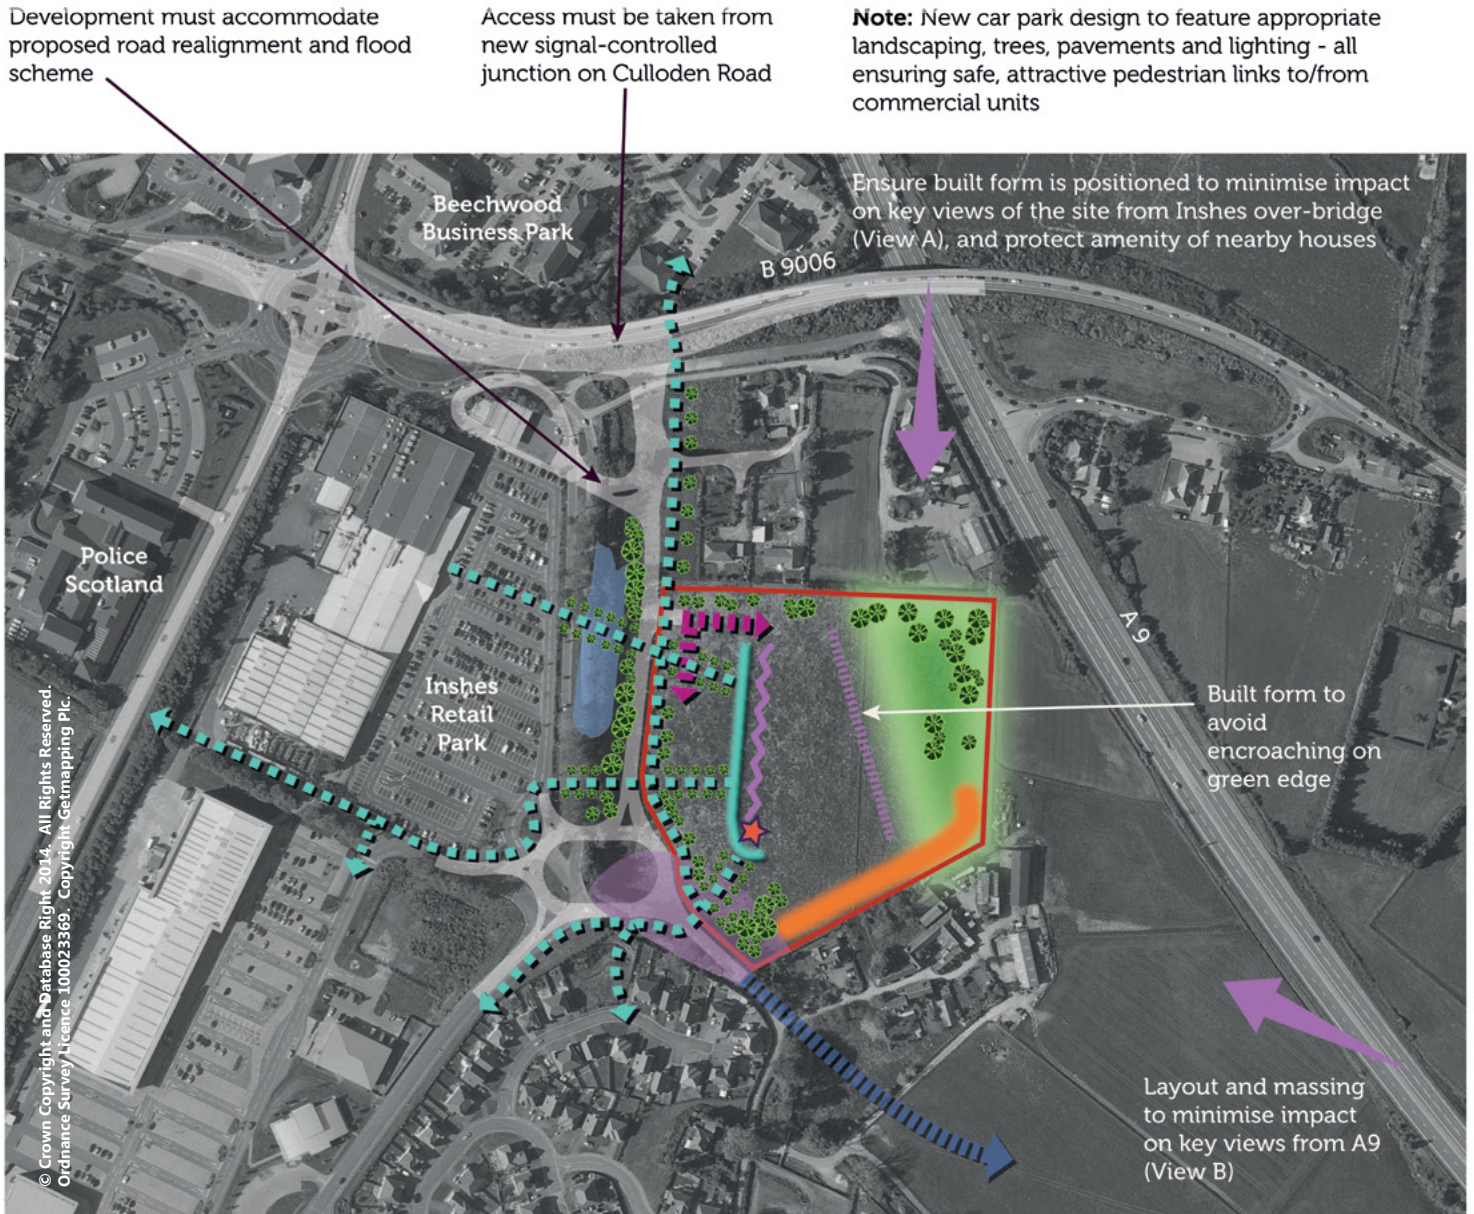 Development must accommodate
proposed road realignment and flood
scheme
Access must be taken from
new signal-controlled
junction on Culloden Road
Note: New car park design to feature appropriate
landscaping, trees, pavements and lighting - all
ensuring safe, attractive pedestrian links to/from
commercial units
Ensure built form is positioned to minimise impact
on key views of the site from Inshes over-bridge
(View A), and protect amenity of nearby houses
Beechwood
Business Park
B 9006
Police
Scotland
A 9
Inshes
Retail
Park
Built form to
avoid
encroaching on
green edge
Layout and massing
to minimise impact
on key views from A9
(View B)
© Crown Copyright and Database Right 2014. All Rights Reserved.
Ordnance Survey Licence 100023369. Copyright Getmapping Plc.